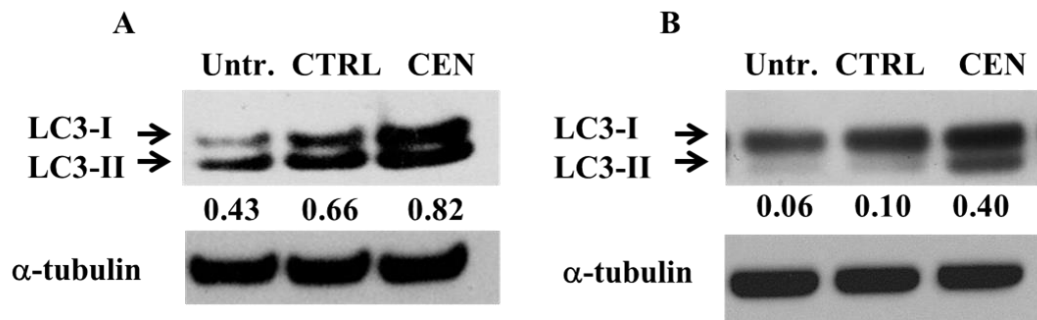 A
Untr. CTRL CEN
LC3-I
LC3-II
0.43 0.66 0.82
α-tubulin
B
Untr. CTRL CEN
LC3-I
LC3-II
0.06 0.10 0.40
α-tubulin